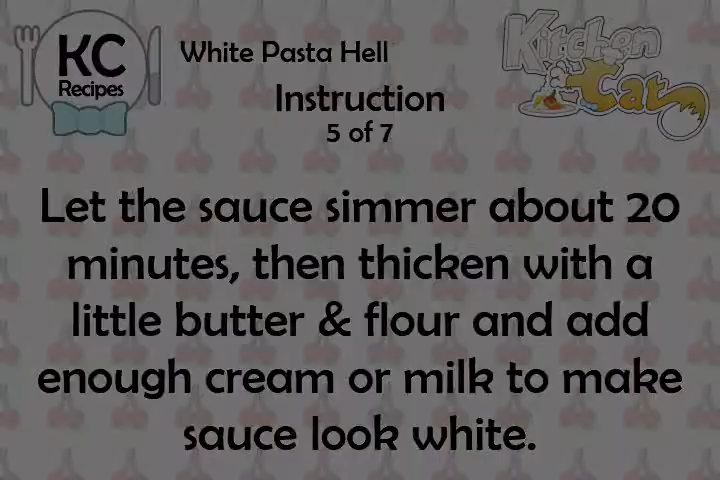 KC
Recipes
White Pasta Hell
Kitchen
Cat
Instruction
5 of 7
Let the sauce simmer about 20
minutes, then thicken with a
little butter & flour and add
enough cream or milk to make
sauce look white.